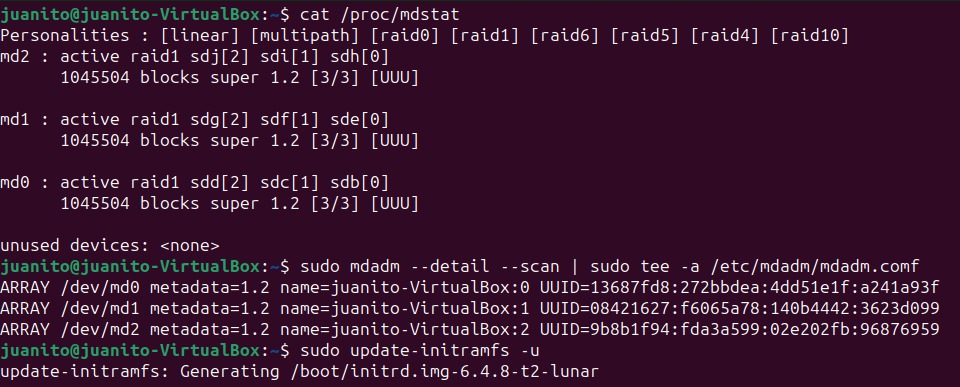 juanito@juanito-VirtualBox:~$ cat /proc/mdstat
Personalities : [linear] [multipath] [raid0] [raid1] [raid6] [raid5] [raid4] [raid10]
md2 : active raid1 sdj[2] sdi[1] sdh[0]
      1045504 blocks super 1.2 [3/3] [UUU]

md1 : active raid1 sdg[2] sdf[1] sde[0]
      1045504 blocks super 1.2 [3/3] [UUU]

md0 : active raid1 sdd[2] sdc[1] sdb[0]
      1045504 blocks super 1.2 [3/3] [UUU]

unused devices: <none>
juanito@juanito-VirtualBox:~$ sudo mdadm --detail --scan | sudo tee -a /etc/mdadm/mdadm.comf
ARRAY /dev/md0 metadata=1.2 name=juanito-VirtualBox:0 UUID=13687fd8:272bbdea:4dd51e1f:a241a93f
ARRAY /dev/md1 metadata=1.2 name=juanito-VirtualBox:1 UUID=08421627:f6065a78:140b4442:3623d099
ARRAY /dev/md2 metadata=1.2 name=juanito-VirtualBox:2 UUID=9b8b1f94:fda3a599:02e202fb:96876959
juanito@juanito-VirtualBox:~$ sudo update-initramfs -u
update-initramfs: Generating /boot/initrd.img-6.4.8-t2-lunar